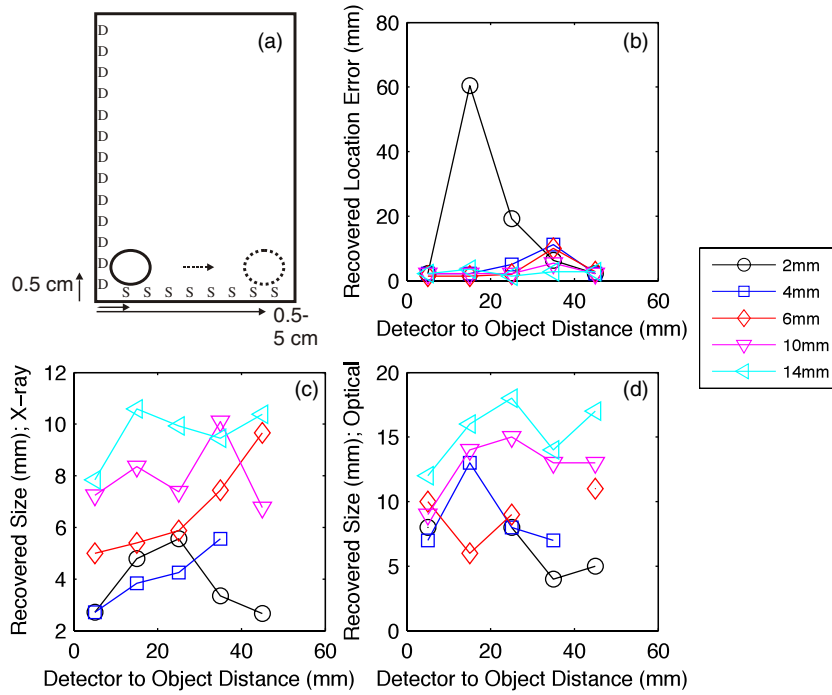 (a)
D
D
D
D
D
D
D
D
D
D
D
D
D
S S S S S S S S
0.5 cm
0.5-
5 cm
(b)
Recovered Location Error (mm)
80
60
40
20
0
0 20 40 60
Detector to Object Distance (mm)
2mm
4mm
6mm
10mm
14mm
(c)
Recovered Size (mm); X-ray
12
10
8
6
4
2
0 20 40 60
Detector to Object Distance (mm)
(d)
Recovered Size (mm); Optical
20
15
10
5
0
0 20 40 60
Detector to Object Distance (mm)